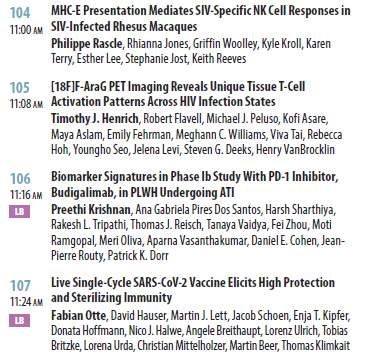 104 MHC-E Presentation Mediates SIV-Specific NK Cell Responses in
11:00 AM SIV-Infected Rhesus Macaques
Philippe Rascle, Rhianna Jones, Griffin Woolley, Kyle Kroll, Karen
Terry, Esther Lee, Stephanie Jost, Keith Reeves
105 [18F]F-AraG PET Imaging Reveals Unique Tissue T-Cell
11:08 AM Activation Patterns Across HIV Infection States
Timothy J. Henrich, Robert Flavell, Michael J. Peluso, Kofi Asare,
Maya Aslam, Emily Fehrman, Meghann C. Williams, Viva Tai, Rebecca
Hoh, Youngho Seo, Jelena Levi, Steven G. Deeks, Henry VanBrocklin
106 Biomarker Signatures in Phase Ib Study With PD-1 Inhibitor,
11:16 AM Budigalimab, in PLWH Undergoing ATI
LB Preethi Krishnan, Ana Gabriela Pires Dos Santos, Harsh Sharthiya,
Rakesh L. Tripathi, Thomas J. Reisch, Tanaya Vaidya, Fei Zhou, Moti
Ramgopal, Meri Oliva, Aparna Vasanthakumar, Daniel E. Cohen, Jean-
Pierre Routy, Patrick K. Dorr
107 Live Single-Cycle SARS-CoV-2 Vaccine Elicits High Protection
11:24 AM and Sterilizing Immunity
LB Fabian Otte, David Hauser, Martin J. Lett, Jacob Schoen, Enja T. Kipfer,
Donata Hoffmann, Nico J. Halwe, Angele Breithaupt, Lorenz Ulrich, Tobias
Britzke, Lorena Urda, Christian Mittelholzer, Martin Beer, Thomas Klimkait